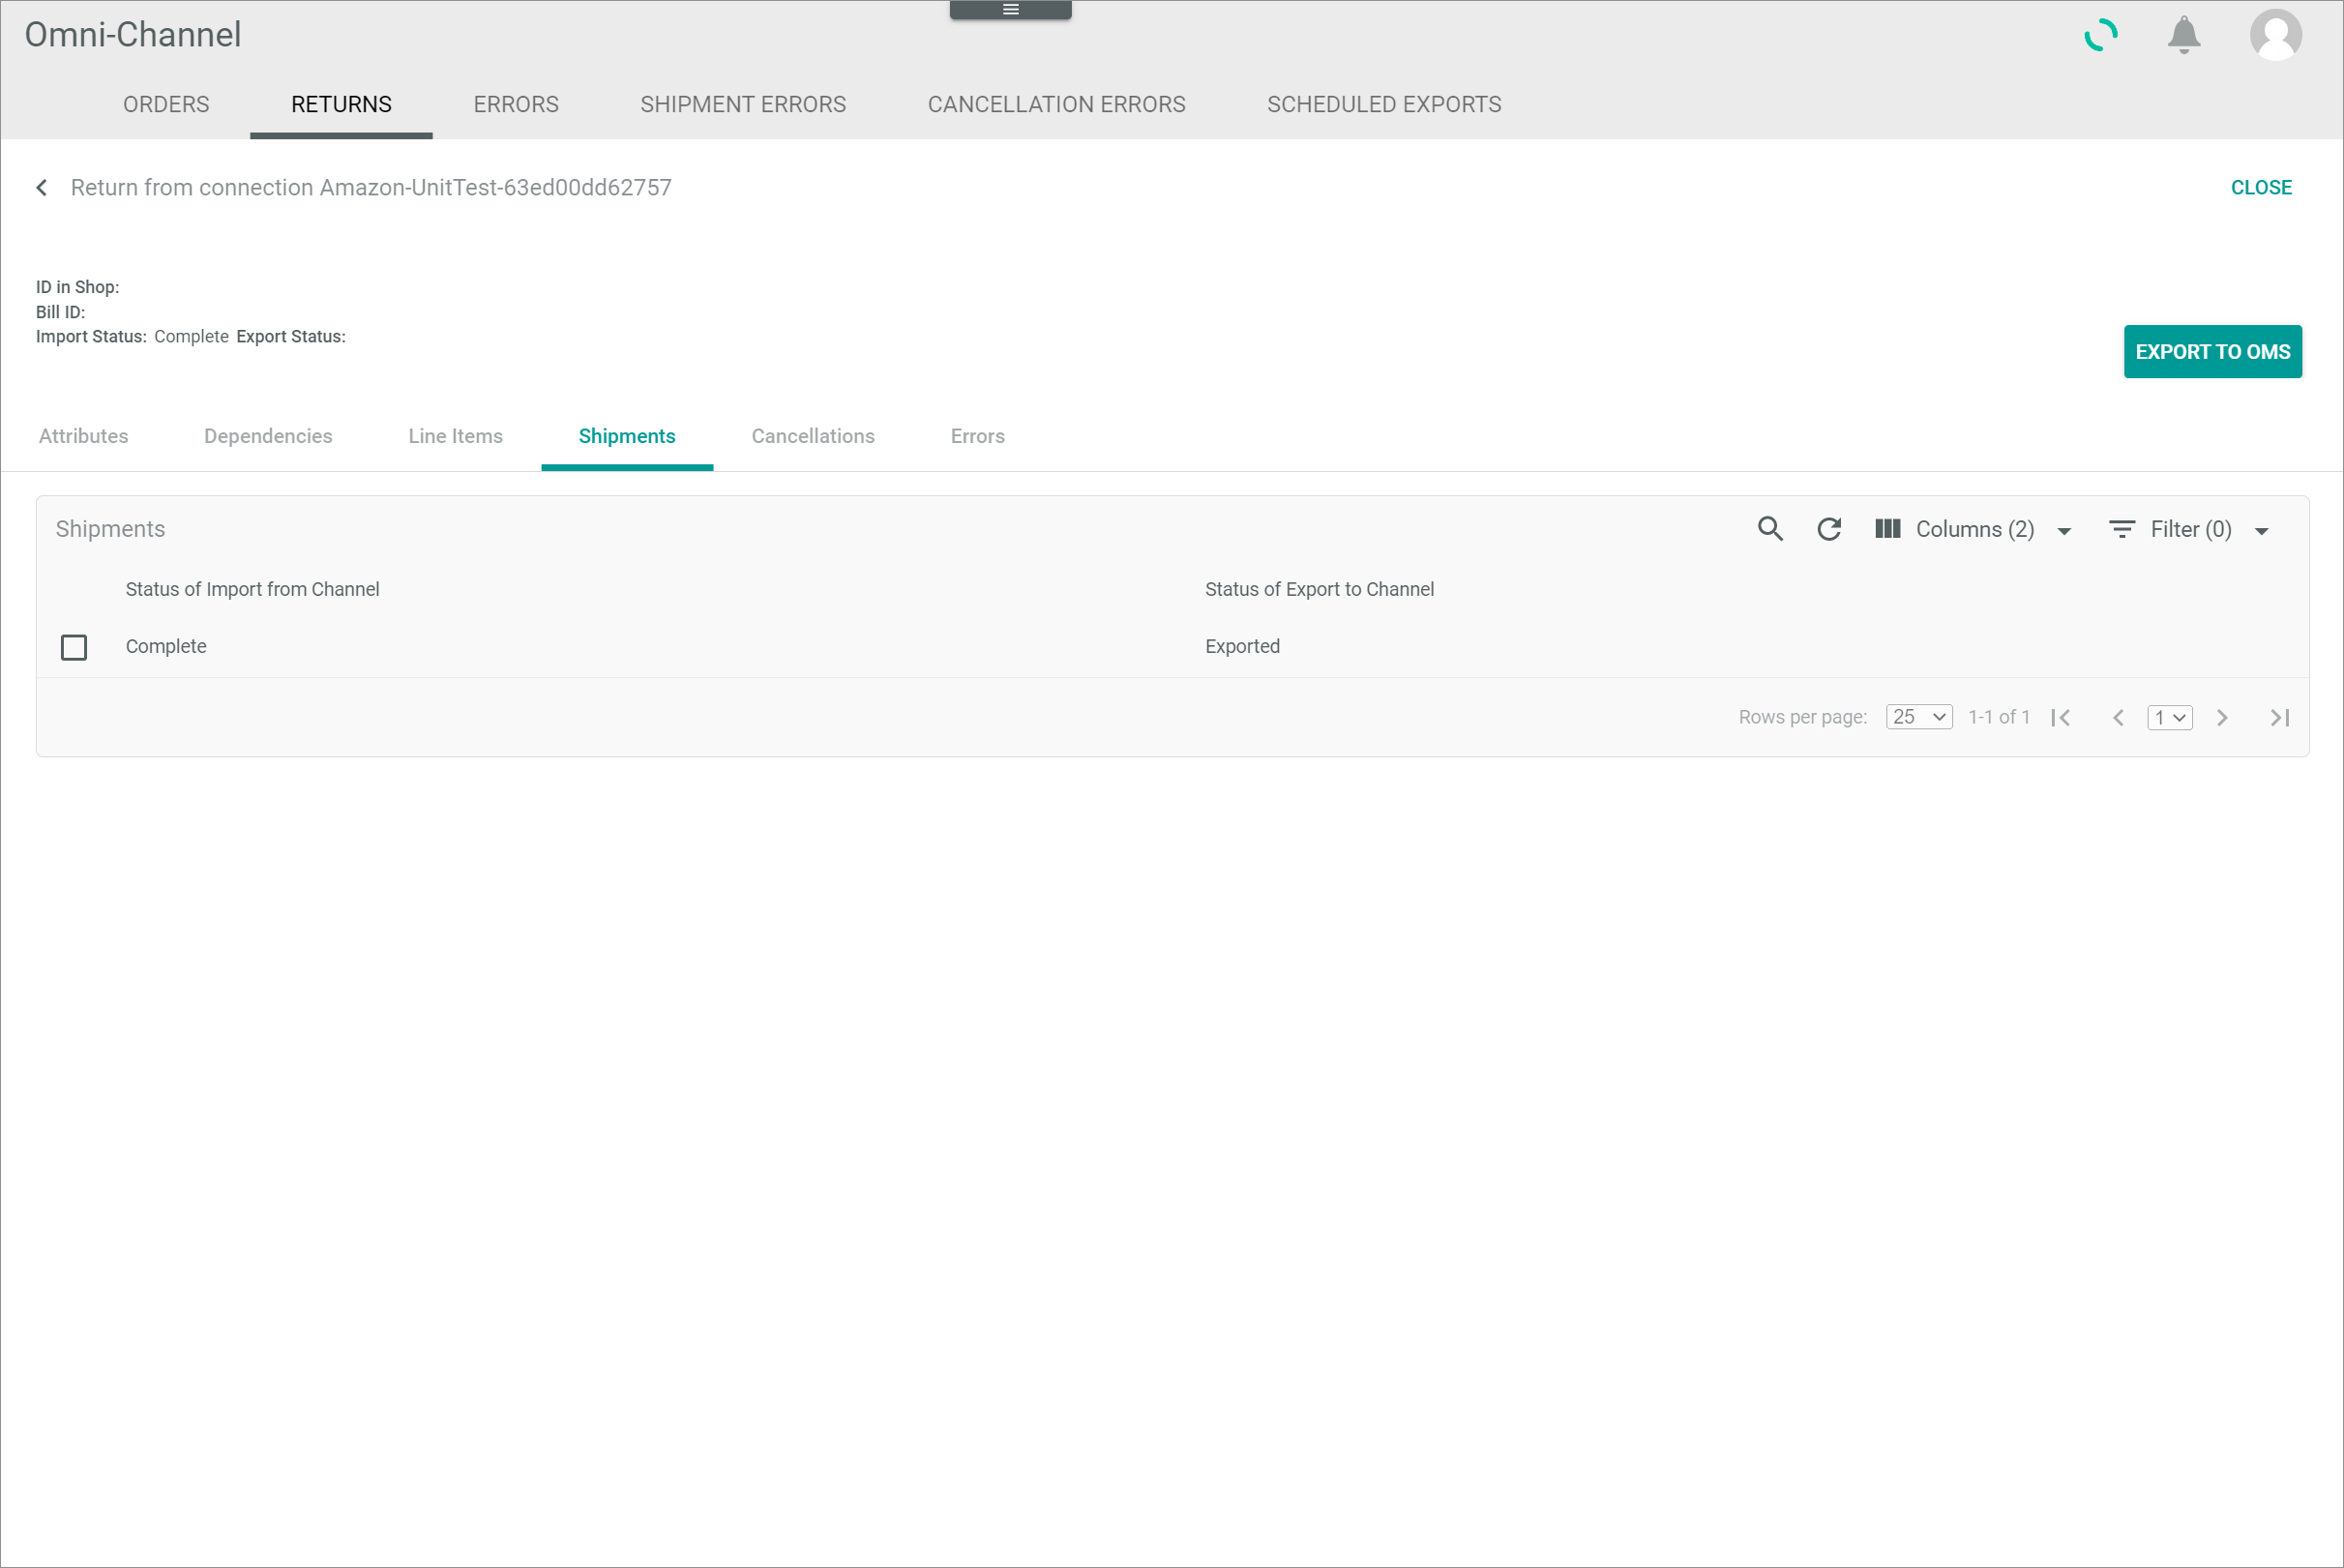 Omni-Channel
ORDERS RETURNS ERRORS SHIPMENT ERRORS CANCELLATION ERRORS SCHEDULED EXPORTS
Return from connection Amazon-UnitTest-63ed00dd62757 CLOSE
ID in Shop:
Bill ID:
Import Status: Complete Export Status:
EXPORT TO OMS
Attributes Dependencies Line Items Shipments Cancellations Errors
Shipments Columns (2) Filter (0)
Status of Import from Channel Status of Export to Channel
Complete Exported
Rows per page: 25 1-1 of 1 1